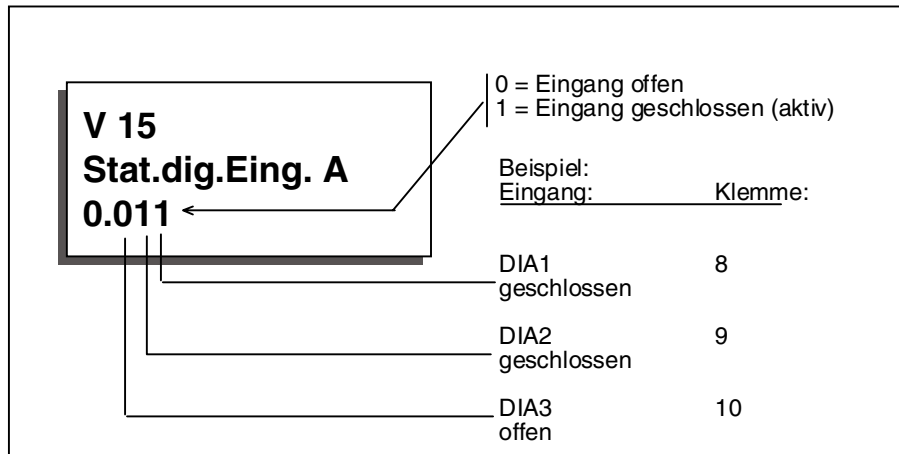 V 15
Stat.dig.Eing. A
0.011
0 = Eingang offen
1 = Eingang geschlossen (aktiv)
Beispiel:
Eingang: Klemme:
DIA1 8
geschlossen
DIA2 9
geschlossen
DIA3 10
offen